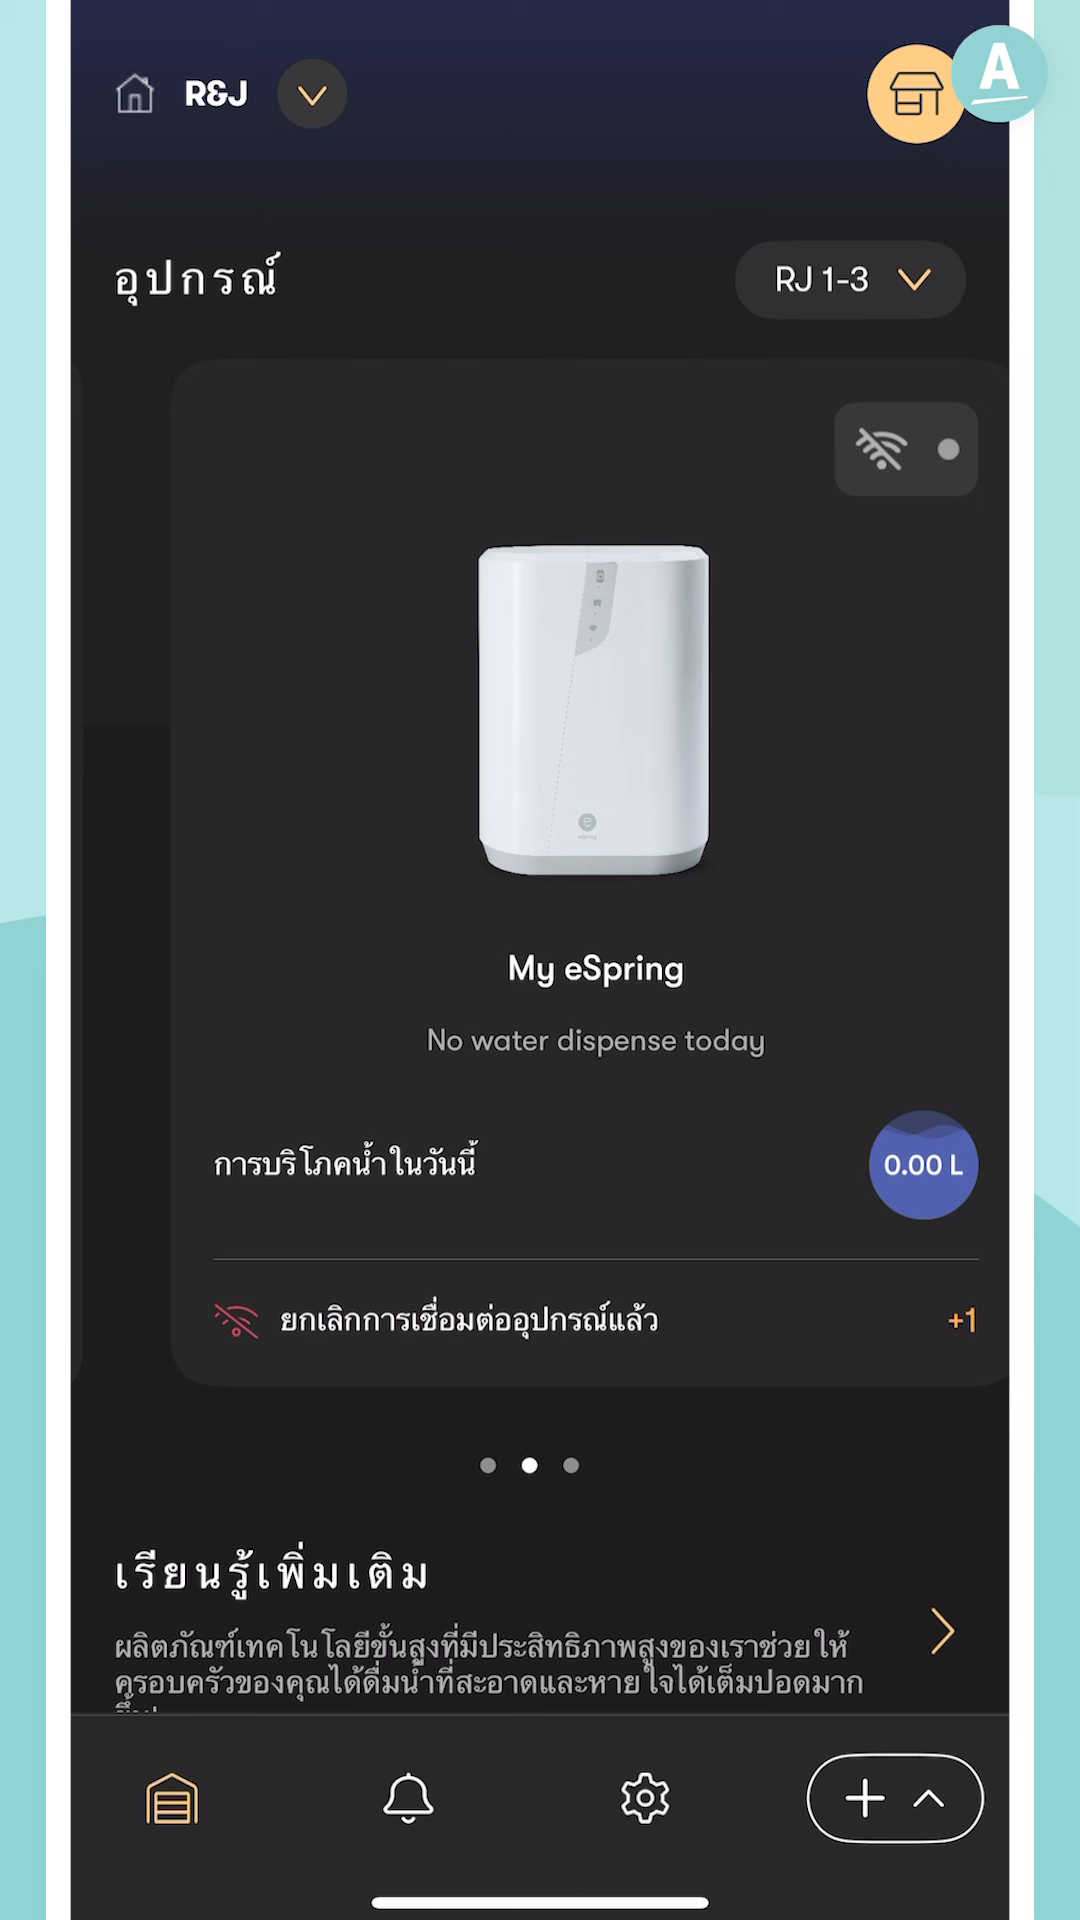 R&J
A
อุปกรณ์
RJ 1-3
My eSpring
No water dispense today
การบริโภคน้ำในวันนี้
0.00 L
ยกเลิกการเชื่อมต่ออุปกรณ์แล้ว
+1
เรียนรู้เพิ่มเติม
ผลิตภัณฑ์เทคโนโลยีขั้นสูงที่มีประสิทธิภาพสูงของเราช่วยให้
ครอบครัวของคุณได้ดื่มน้ำที่สะอาดและหายใจได้เต็มปอดมาก